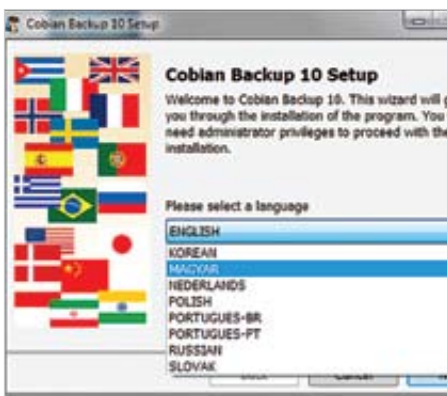 Cobian Backup 10 Setup
Cobian Backup 10 Setup
Welcome to Cobian Backup 10. This wizard will
you through the installation of the program. You
need administrator privileges to proceed with the
installation.
Please select a language
ENGLISH
KOREAN
MAGYAR
NEDERLANDS
POLISH
PORTUGUES-BR
PORTUGUES-PT
RUSSIAN
SLOVAK
Cancel